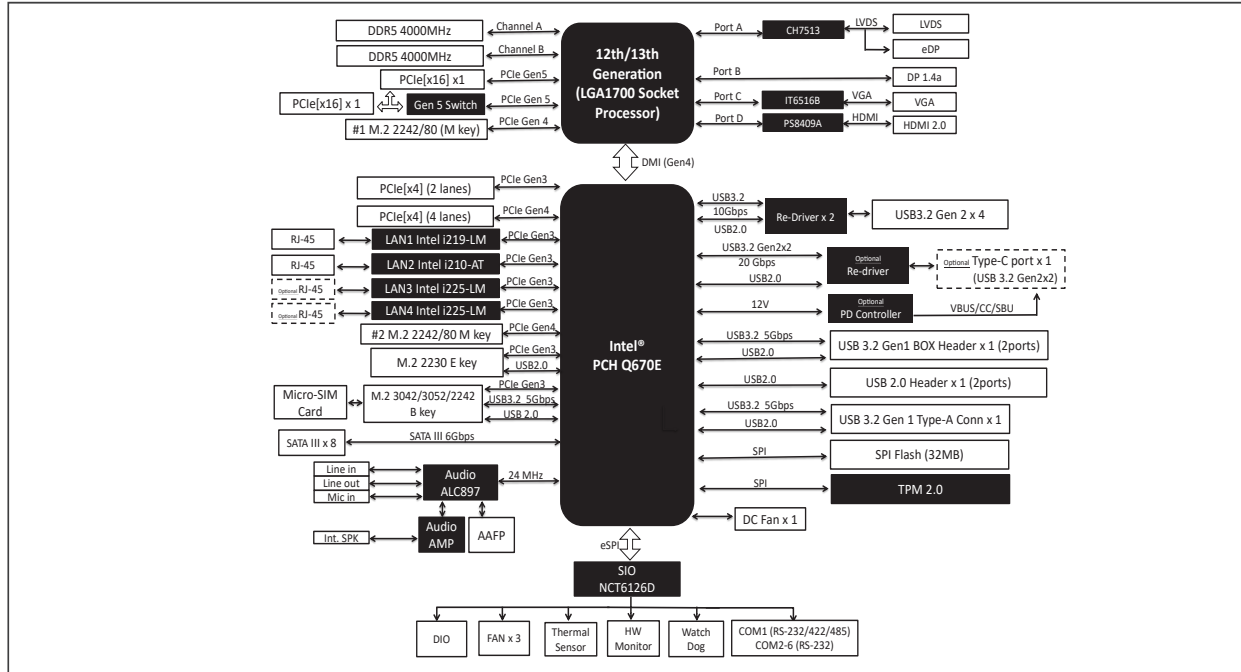 DDR5 4000MHz
Channel A
DDR5 4000MHz
Channel B
PCIe[x16] x1
PCIe Gen5
PCIe[x16] x 1
Gen 5 Switch
PCIe Gen 5
#1 M.2 2242/80 (M key)
PCIe Gen 4
12th/13th
Generation
(LGA1700 Socket
Processor)
Port A
CH7513
LVDS
LVDS
eDP
Port B
DP 1.4a
Port C
IT6516B
VGA
VGA
Port D
PS8409A
HDMI
HDMI 2.0
DMI (Gen4)
PCIe[x4] (2 lanes)
PCIe Gen3
PCIe[x4] (4 lanes)
PCIe Gen4
RJ-45
LAN1 Intel i219-LM
PCIe Gen3
RJ-45
LAN2 Intel i210-AT
PCIe Gen3
Optional RJ-45
LAN3 Intel i225-LM
PCIe Gen3
Optional RJ-45
LAN4 Intel i225-LM
PCIe Gen3
#2 M.2 2242/80 M key
PCIe Gen4
M.2 2230 E key
PCIe Gen3
USB2.0
Micro-SIM
Card
M.2 3042/3052/2242
B key
PCIe Gen3
USB3.2 5Gbps
USB 2.0
SATA III x 8
SATA III 6Gbps
Line in
Line out
Mic in
Audio
ALC897
24 MHz
Int. SPK
Audio
AMP
AAFP
Intel®
PCH Q670E
USB3.2
10Gbps
USB2.0
Re-Driver x 2
USB3.2 Gen 2 x 4
USB3.2 Gen2x2
20 Gbps
USB2.0
Optional
Re-driver
Optional Type-C port x 1
(USB 3.2 Gen2x2)
12V
Optional
PD Controller
VBUS/CC/SBU
USB3.2 5Gbps
USB2.0
USB 3.2 Gen1 BOX Header x 1 (2ports)
USB2.0
USB 2.0 Header x 1 (2ports)
USB3.2 5Gbps
USB2.0
USB 3.2 Gen 1 Type-A Conn x 1
SPI
SPI Flash (32MB)
SPI
TPM 2.0
DC Fan x 1
eSPI
SIO
NCT6126D
DIO
FAN x 3
Thermal
Sensor
HW
Monitor
Watch
Dog
COM1 (RS-232/422/485)
COM2-6 (RS-232)